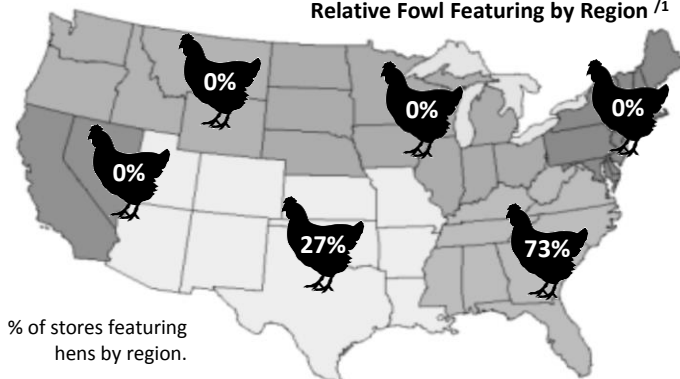 Relative Fowl Featuring by Region /1
0%
0%
0%
0%
27%
73%
% of stores featuring
hens by region.